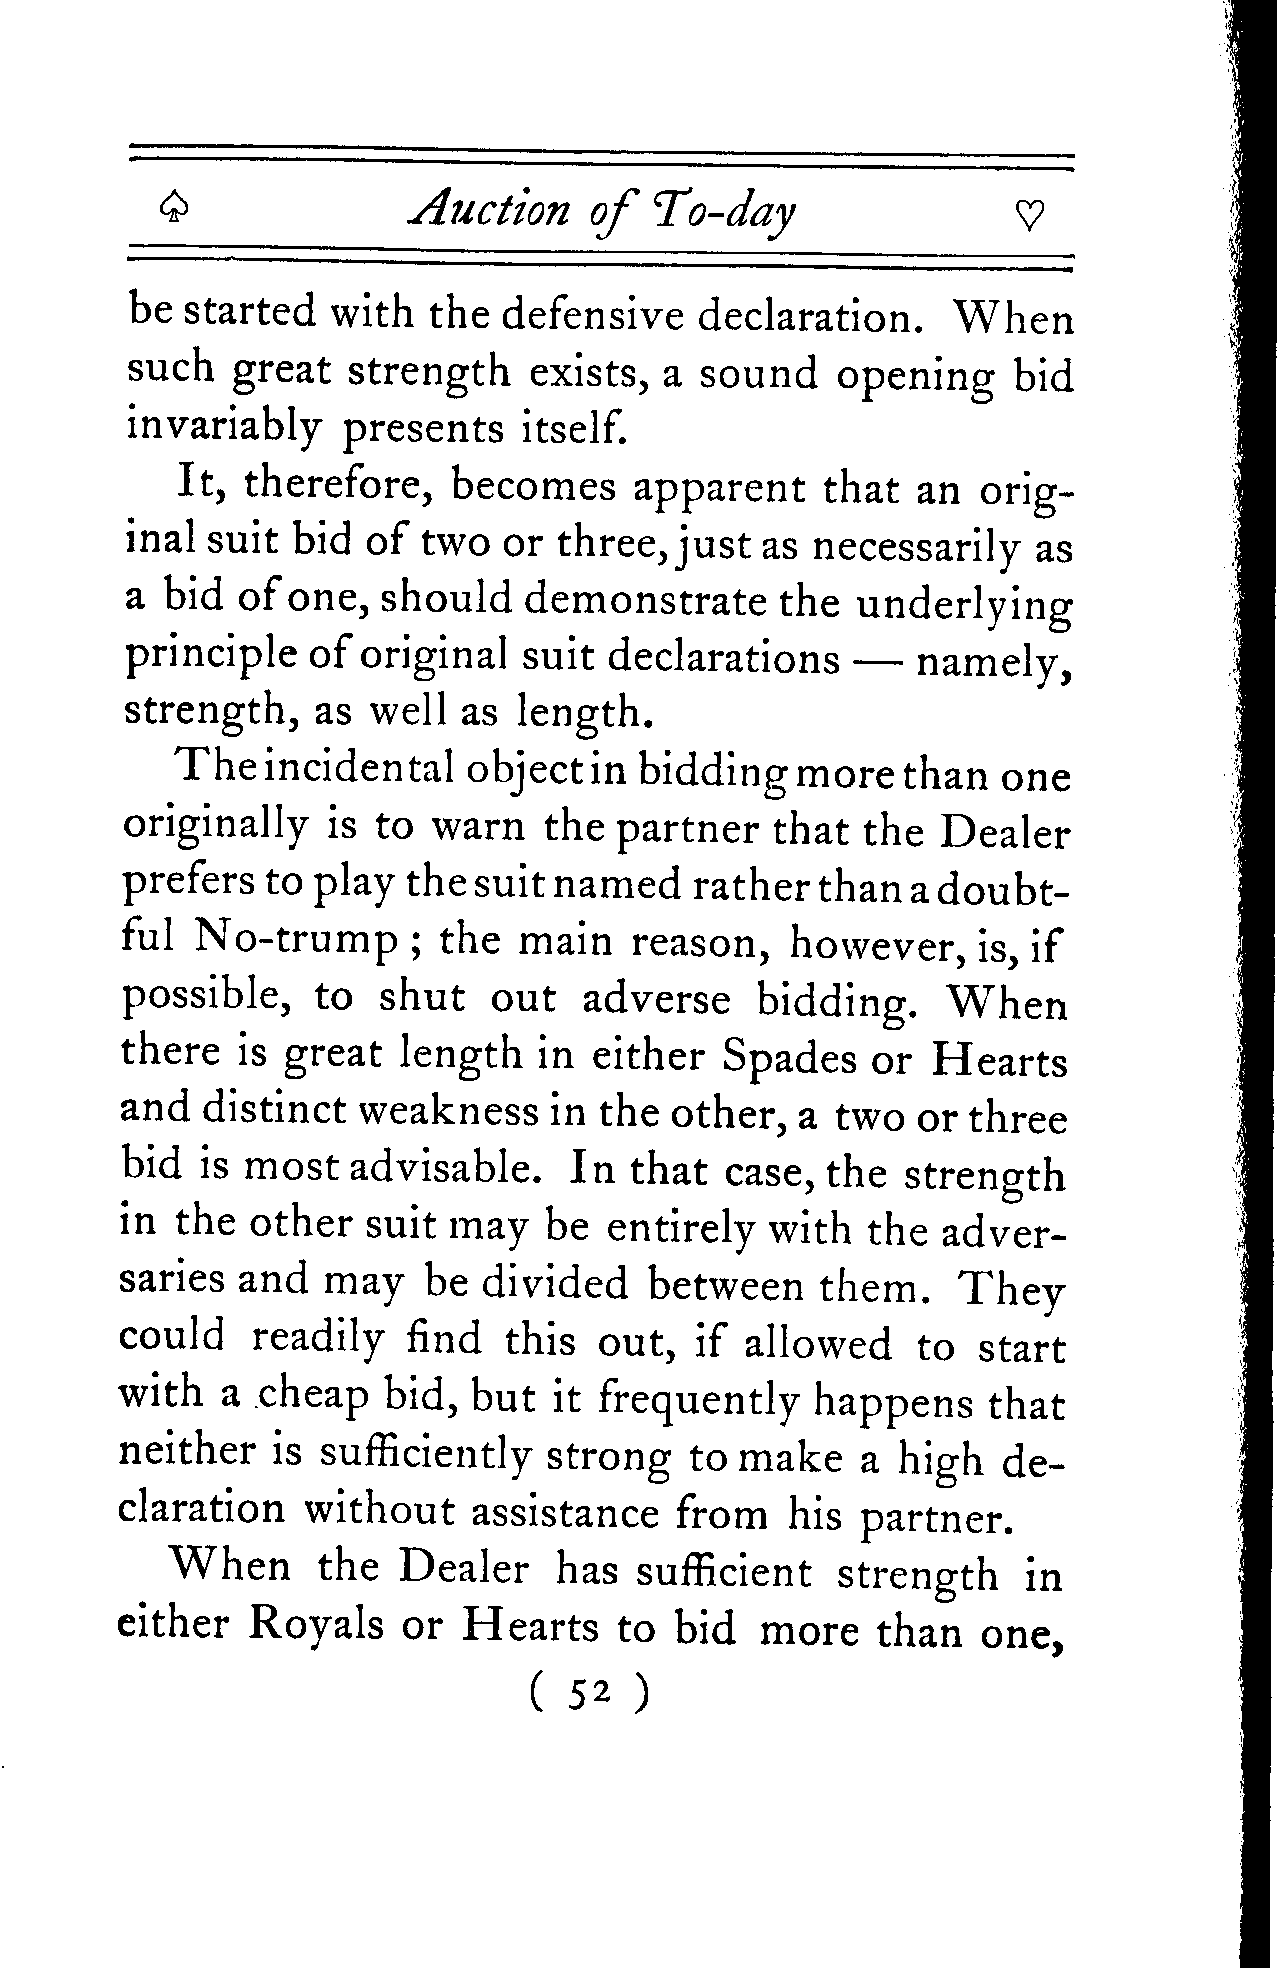 ♤ Auction of To-day ♡
be started with the defensive declaration. When
such great strength exists, a sound opening bid
invariably presents itself.
It, therefore, becomes apparent that an orig-
inal suit bid of two or three, just as necessarily as
a bid of one, should demonstrate the underlying
principle of original suit declarations — namely,
strength, as well as length.
The incidental object in bidding more than one
originally is to warn the partner that the Dealer
prefers to play the suit named rather than a doubt-
ful No-trump ; the main reason, however, is, if
possible, to shut out adverse bidding. When
there is great length in either Spades or Hearts
and distinct weakness in the other, a two or three
bid is most advisable. In that case, the strength
in the other suit may be entirely with the adver-
saries and may be divided between them. They
could readily find this out, if allowed to start
with a cheap bid, but it frequently happens that
neither is sufficiently strong to make a high de-
claration without assistance from his partner.
When the Dealer has sufficient strength in
either Royals or Hearts to bid more than one,
( 52 )